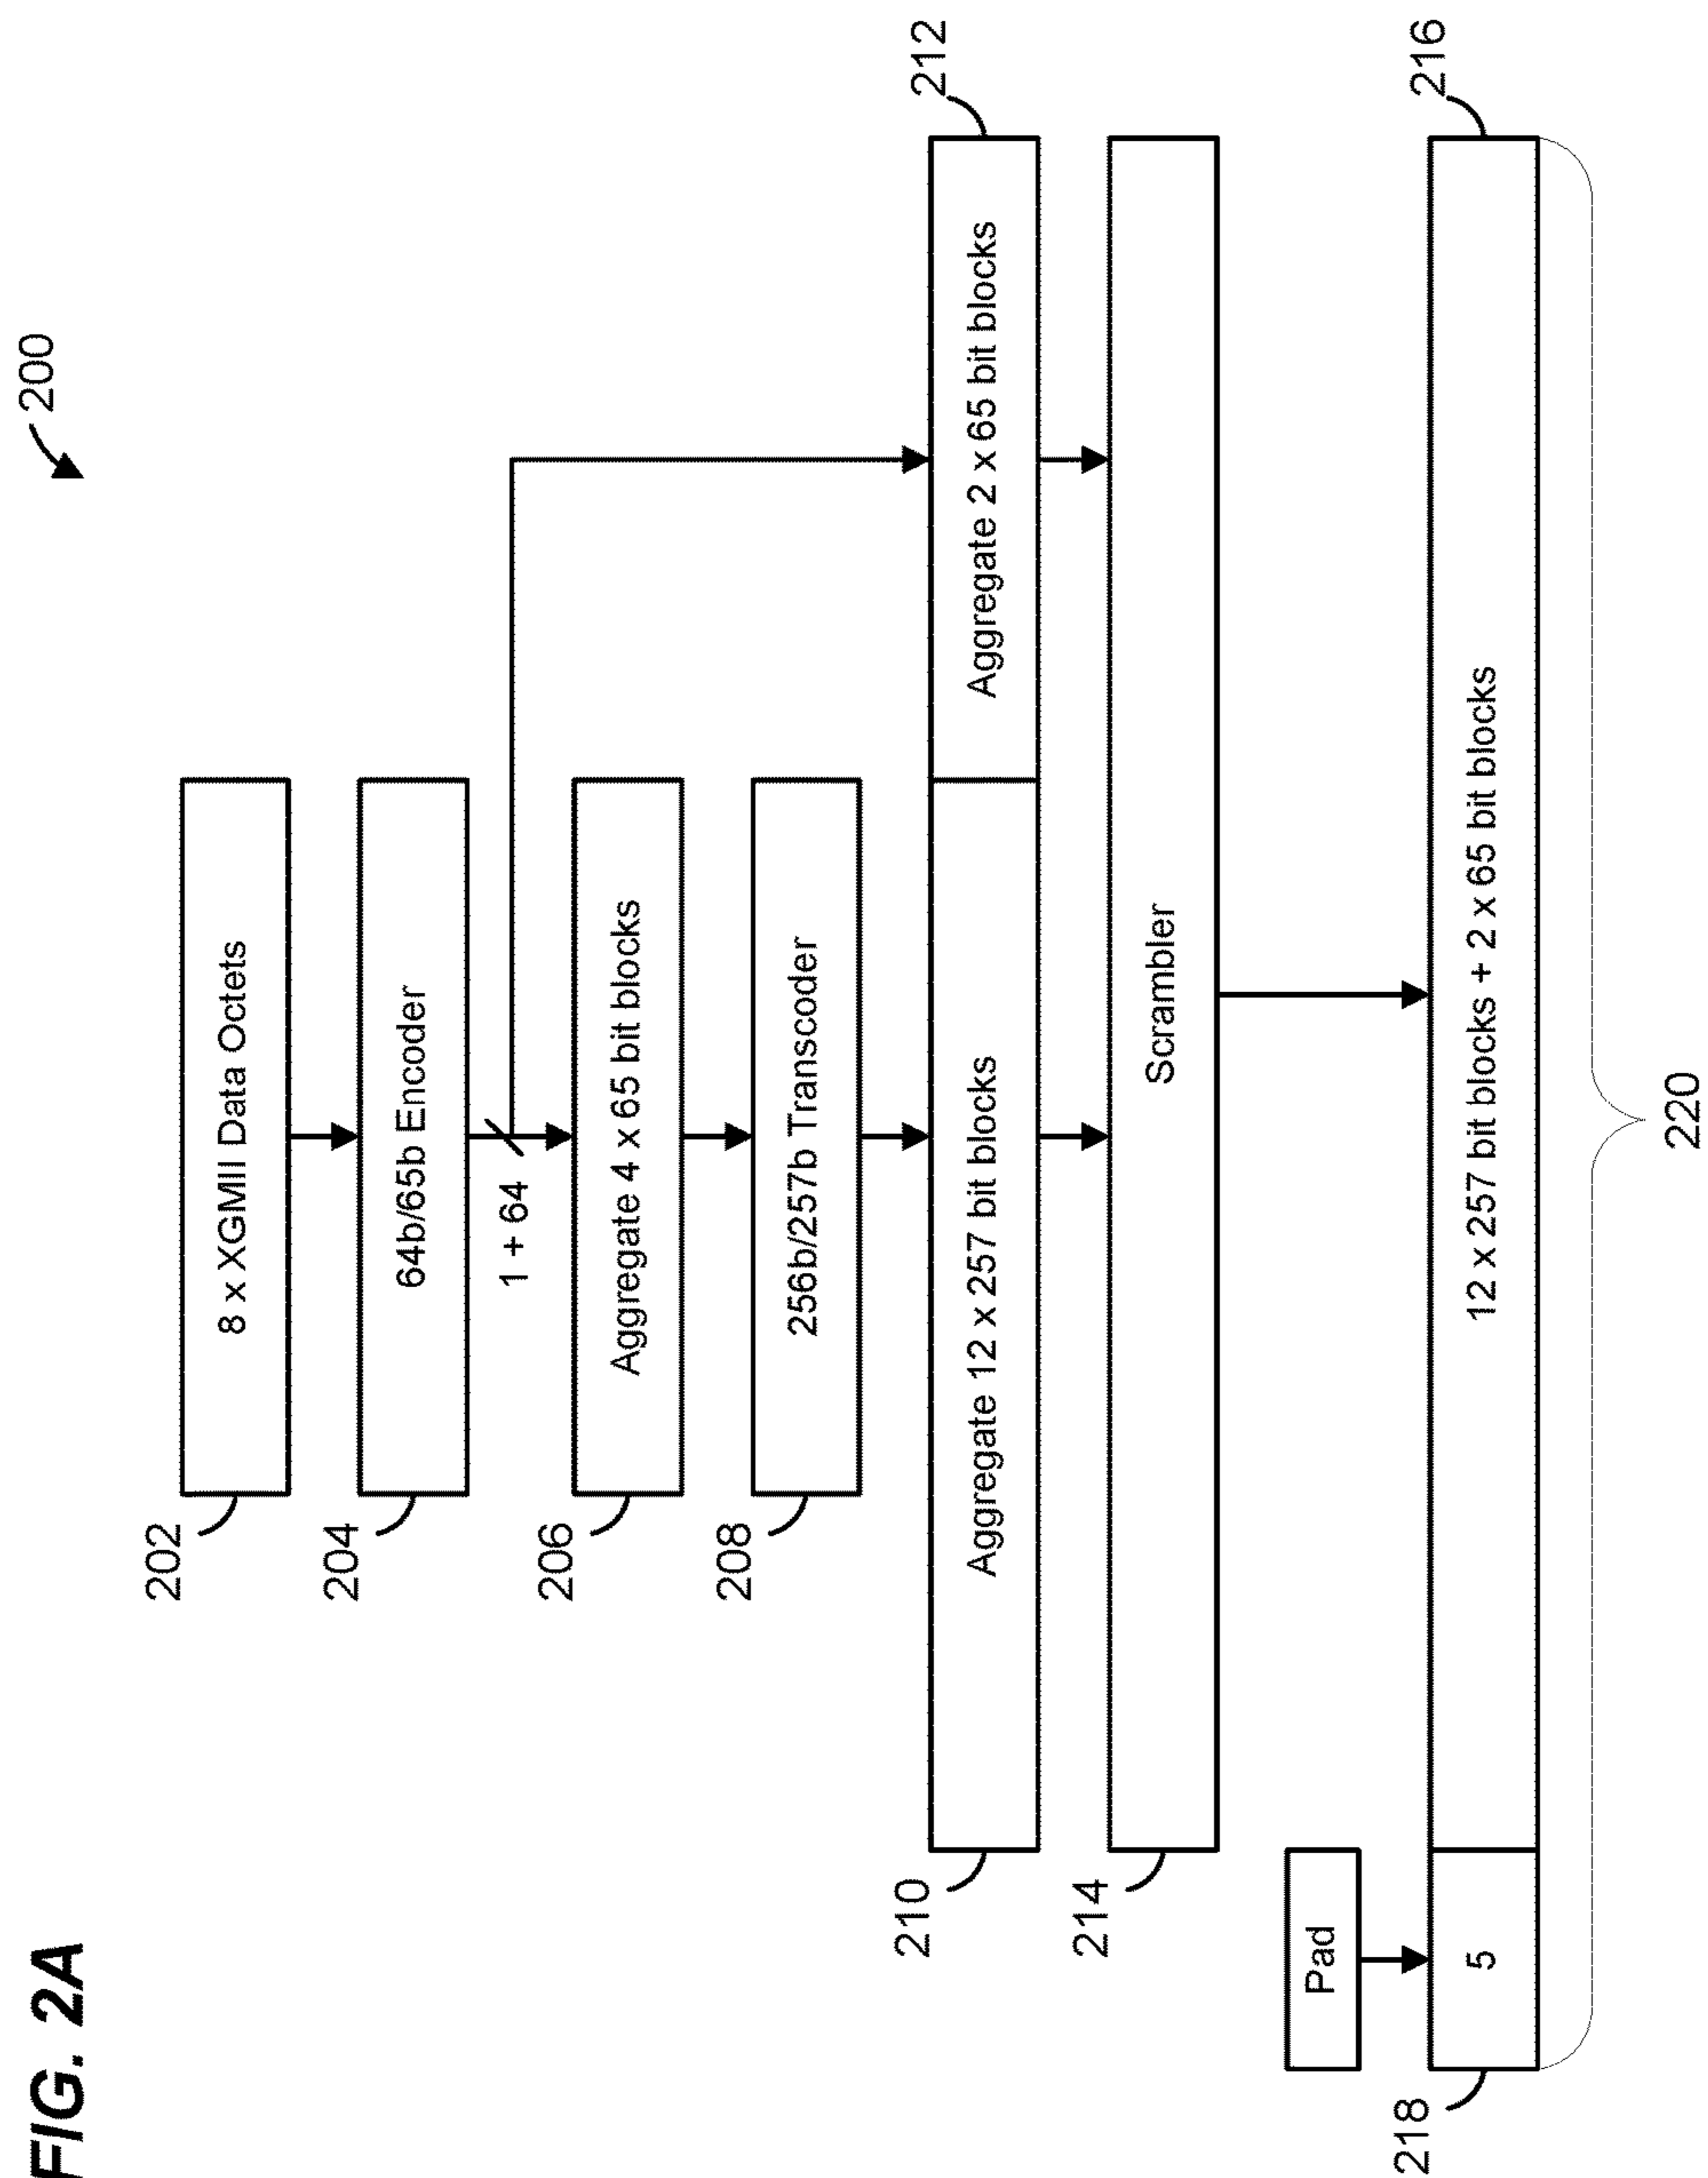 FIG. 2A
200
202
8 x XGMII Data Octets
204
64b/65b Encoder
1 + 64
206
Aggregate 4 x 65 bit blocks
208
256b/257b Transcoder
210
Aggregate 12 x 257 bit blocks
Aggregate 2 x 65 bit blocks
212
214
Scrambler
Pad
218
5
12 x 257 bit blocks + 2 x 65 bit blocks
216
220